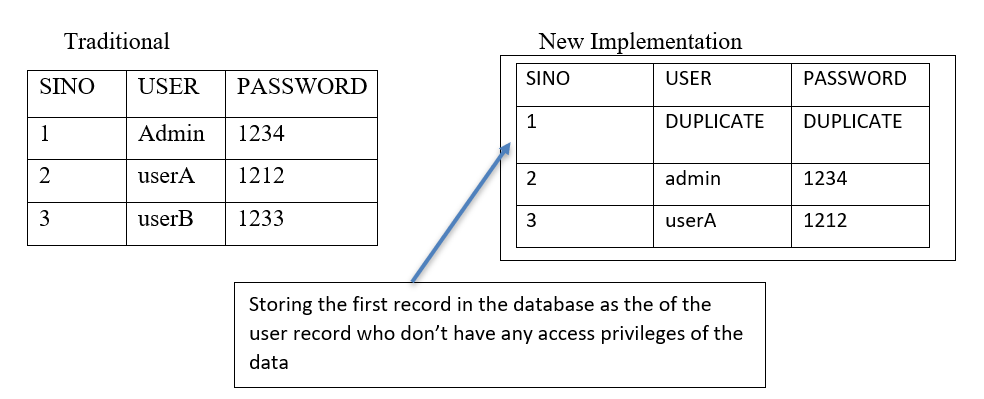 Traditional
SINO USER PASSWORD
1 Admin 1234
2 userA 1212
3 userB 1233
New Implementation
SINO USER PASSWORD
1 DUPLICATE DUPLICATE
2 admin 1234
3 userA 1212
Storing the first record in the database as the of the
user record who don’t have any access privileges of the
data